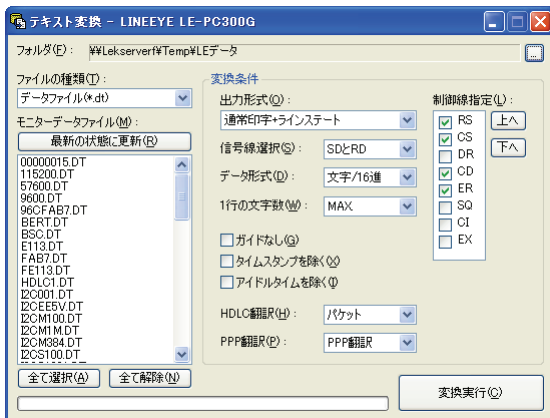 テキスト変換 - LINEEYE LE-PC300G
フォルダ(F): ¥¥Lekserverf¥Temp¥LEデータ
...
ファイルの種類(T):
データファイル(*.dt)
モニターデータファイル(M):
最新の状態に更新(R)
00000015.DT
115200.DT
57600.DT
9600.DT
96CFAB7.DT
BERT.DT
BSC.DT
E113.DT
FAB7.DT
FE113.DT
HDLC1.DT
I2C001.DT
I2CEE5V.DT
I2CM100.DT
I2CM1M.DT
I2CM384.DT
I2CS100.DT
全て選択(A) 全て解除(N)
変換条件
出力形式(O):
通常印字+ラインステート
信号線選択(S): SDとRD
データ形式(D): 文字/16進
1行の文字数(W): MAX
ガイドなし(G)
タイムスタンプを除く(X)
アイドルタイムを除く(I)
HDLC翻訳(H): パケット
PPP翻訳(P): PPP翻訳
制御線指定(L):
RS
CS
DR
CD
ER
SQ
CI
EX
上へ
下へ
変換実行(C)